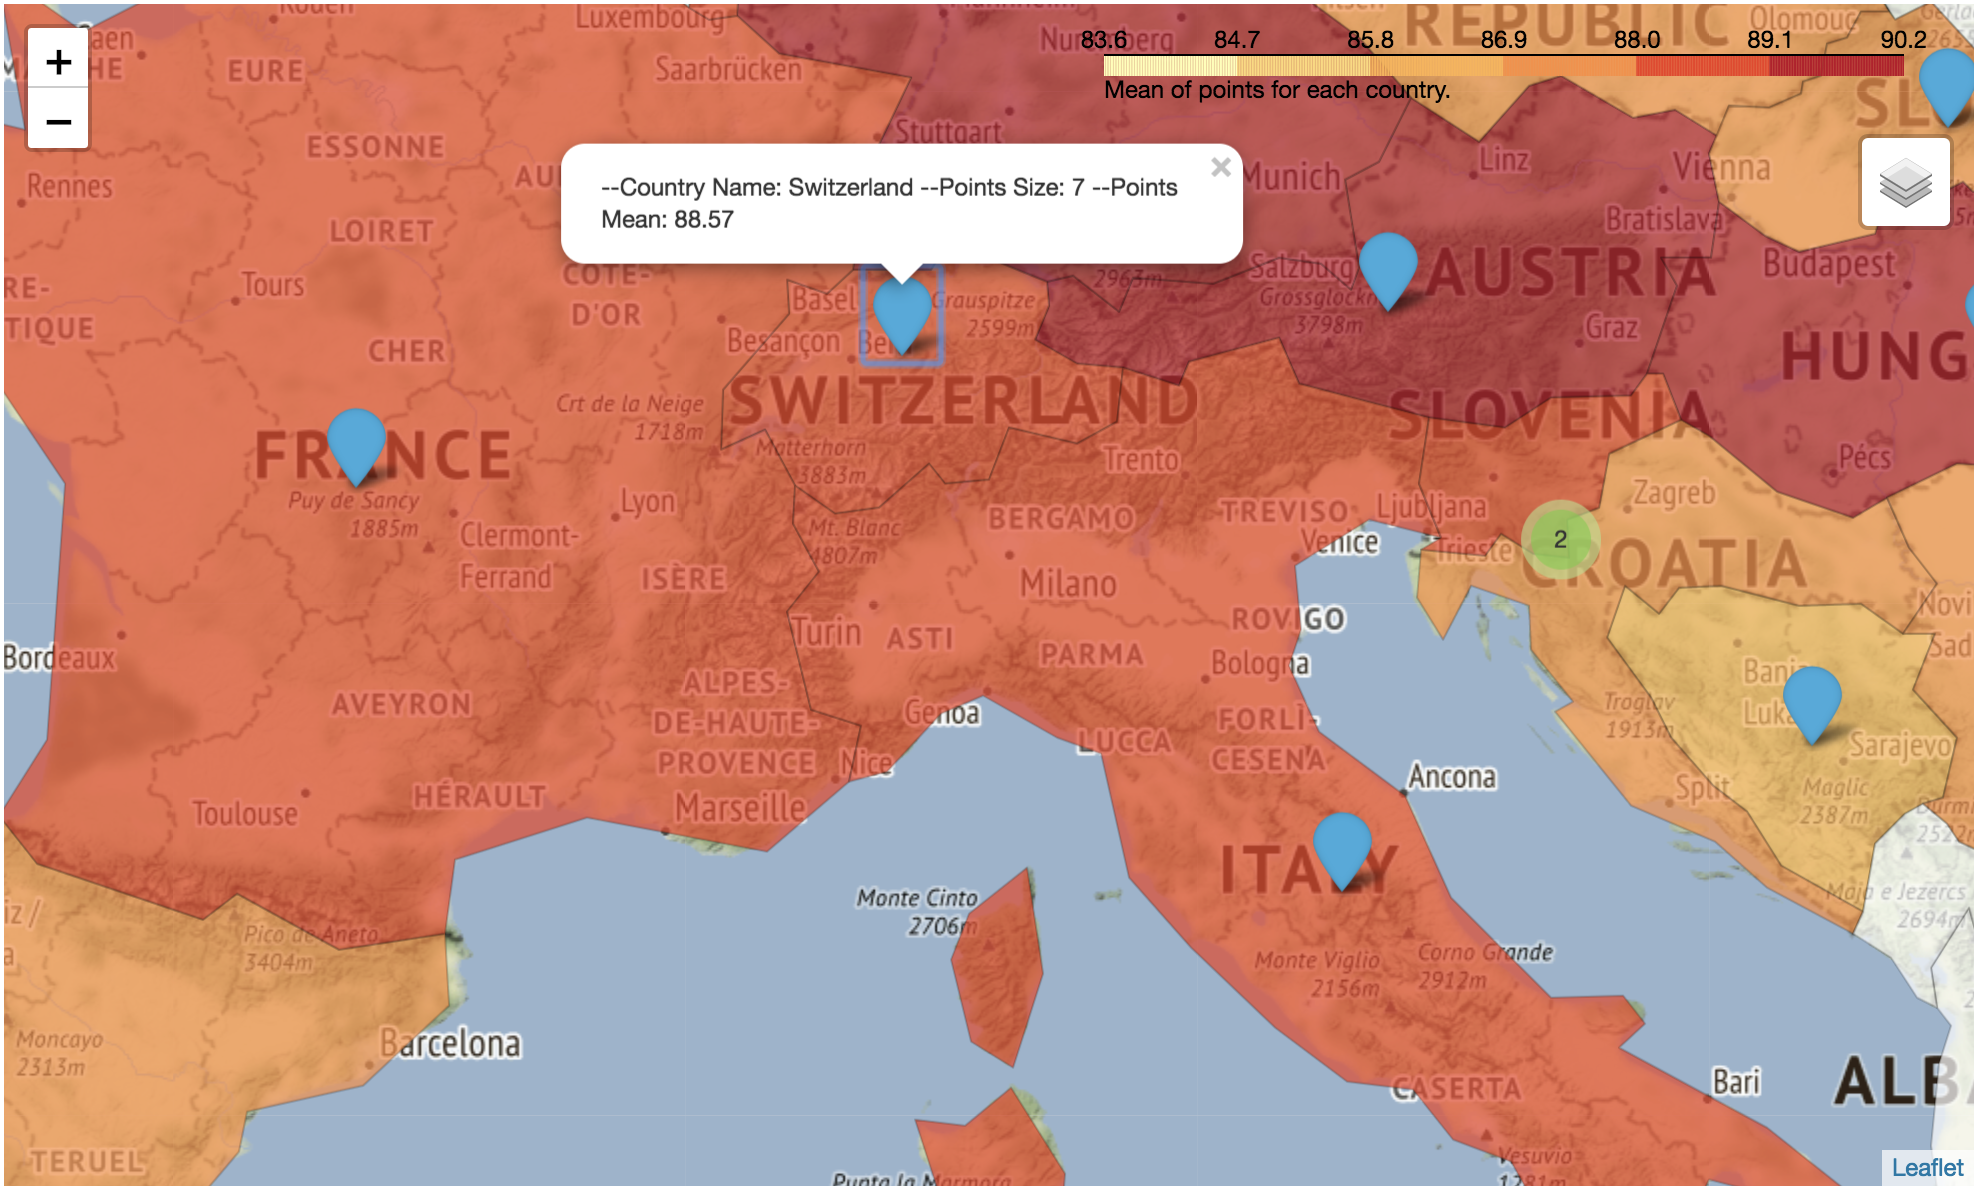 Rouen
Luxembourg
REPUBLIC
Olomouc
Nuremberg
83.6 84.7 85.8 86.9 88.0 89.1 90.2
Mean of points for each country.
+
−
EURE
Saarbrücken
ESSONNE
Stuttgart
Linz
Vienna
Munich
Rennes
--Country Name: Switzerland --Points Size: 7 --Points
Mean: 88.57
×
Bratislava
LOIRET
Salzburg
AUSTRIA
Budapest
Tours
CÔTE-
D'OR
2963m
Basel
Grauspitze
2599m
3798m
Graz
CHER
Besançon
HUNG
SWITZERLAND
SLOVENIA
Crt de la Neige
1718m
FRANCE
Matterhorn
3883m
Trento
Pécs
Puy de Sancy
1885m
Lyon
BERGAMO
TREVISO
Ljubljana
Zagreb
Clermont-
Ferrand
Mt. Blanc
4807m
Venice
Trieste
2
CROATIA
ISÈRE
Milano
Turin
ASTI
ROVIGO
Novi
Sad
Bordeaux
PARMA
Bologna
Banja
Luka
AVEYRON
ALPES-
DE-HAUTE-
PROVENCE
Genoa
FORLÌ-
CESENA
Troglav
1913m
Sarajevo
LUCCA
Nice
Ancona
Split
Maglic
2387m
Toulouse
HÉRAULT
Marseille
ITALY
Monte Cinto
2706m
Maja e Jezercs
2694m
Pico de Aneto
3404m
Monte Viglio
2156m
Corno Grande
2912m
Moncayo
2313m
Barcelona
CASERTA
Bari
ALBA
TERUEL
Vesuvio
1281m
Punta la Marmora
Leaflet